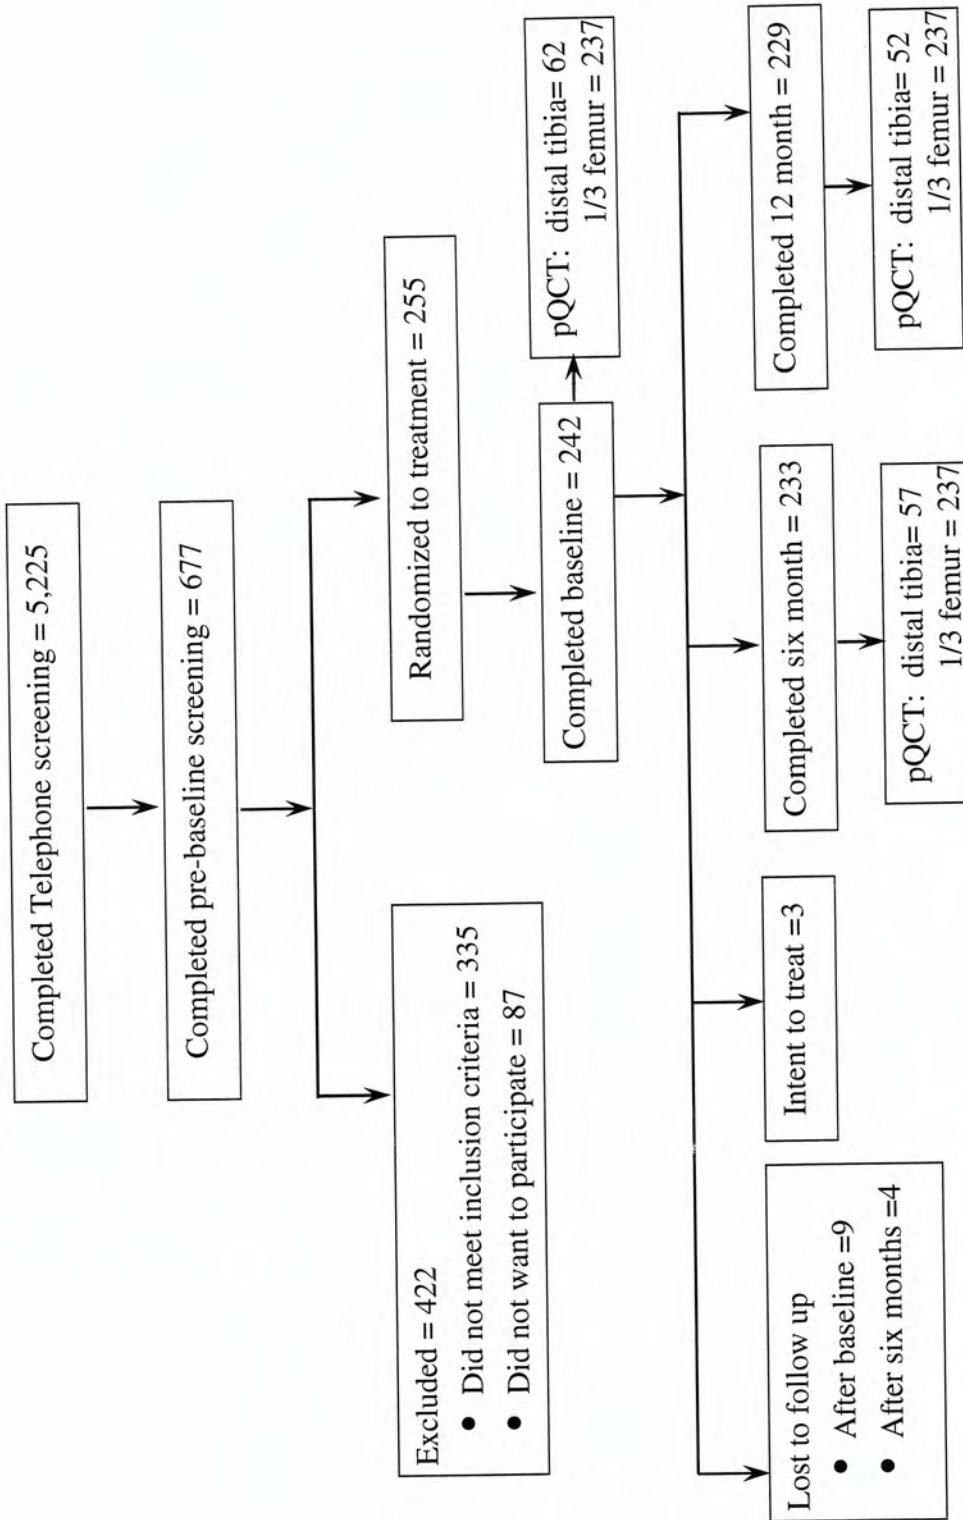 Completed Telephone screening = 5,225
Completed pre-baseline screening = 677
Excluded = 422
● Did not meet inclusion criteria = 335
● Did not want to participate = 87
Randomized to treatment = 255
Completed baseline = 242
pQCT: distal tibia= 62
1/3 femur = 237
Lost to follow up
● After baseline =9
● After six months =4
Intent to treat =3
Completed six month = 233
pQCT: distal tibia= 57
1/3 femur = 237
Completed 12 month = 229
pQCT: distal tibia= 52
1/3 femur = 237